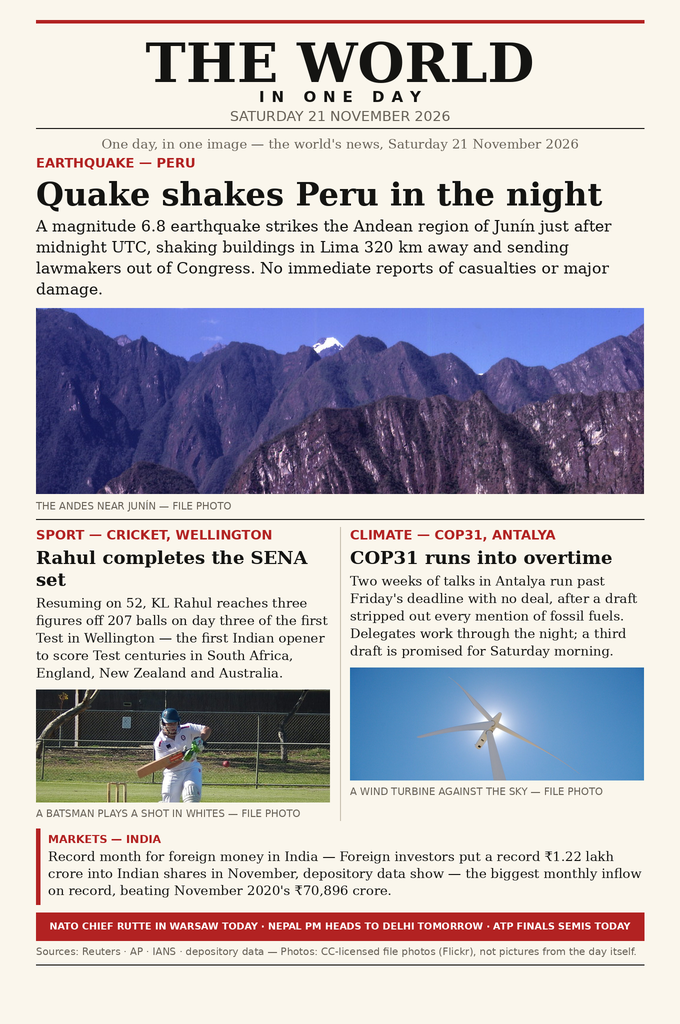 THE WORLD
IN ONE DAY
SATURDAY 21 NOVEMBER 2026
One day, in one image — the world's news, Saturday 21 November 2026
EARTHQUAKE — PERU
Quake shakes Peru in the night
A magnitude 6.8 earthquake strikes the Andean region of Junín just after
midnight UTC, shaking buildings in Lima 320 km away and sending
lawmakers out of Congress. No immediate reports of casualties or major
damage.
THE ANDES NEAR JUNÍN — FILE PHOTO
SPORT — CRICKET, WELLINGTON
Rahul completes the SENA
set
Resuming on 52, KL Rahul reaches three
figures off 207 balls on day three of the first
Test in Wellington — the first Indian opener
to score Test centuries in South Africa,
England, New Zealand and Australia.
A BATSMAN PLAYS A SHOT IN WHITES — FILE PHOTO
CLIMATE — COP31, ANTALYA
COP31 runs into overtime
Two weeks of talks in Antalya run past
Friday's deadline with no deal, after a draft
stripped out every mention of fossil fuels.
Delegates work through the night; a third
draft is promised for Saturday morning.
A WIND TURBINE AGAINST THE SKY — FILE PHOTO
MARKETS — INDIA
Record month for foreign money in India — Foreign investors put a record ₹1.22 lakh
crore into Indian shares in November, depository data show — the biggest monthly inflow
on record, beating November 2020's ₹70,896 crore.
NATO CHIEF RUTTE IN WARSAW TODAY · NEPAL PM HEADS TO DELHI TOMORROW · ATP FINALS SEMIS TODAY
Sources: Reuters · AP · IANS · depository data — Photos: CC-licensed file photos (Flickr), not pictures from the day itself.